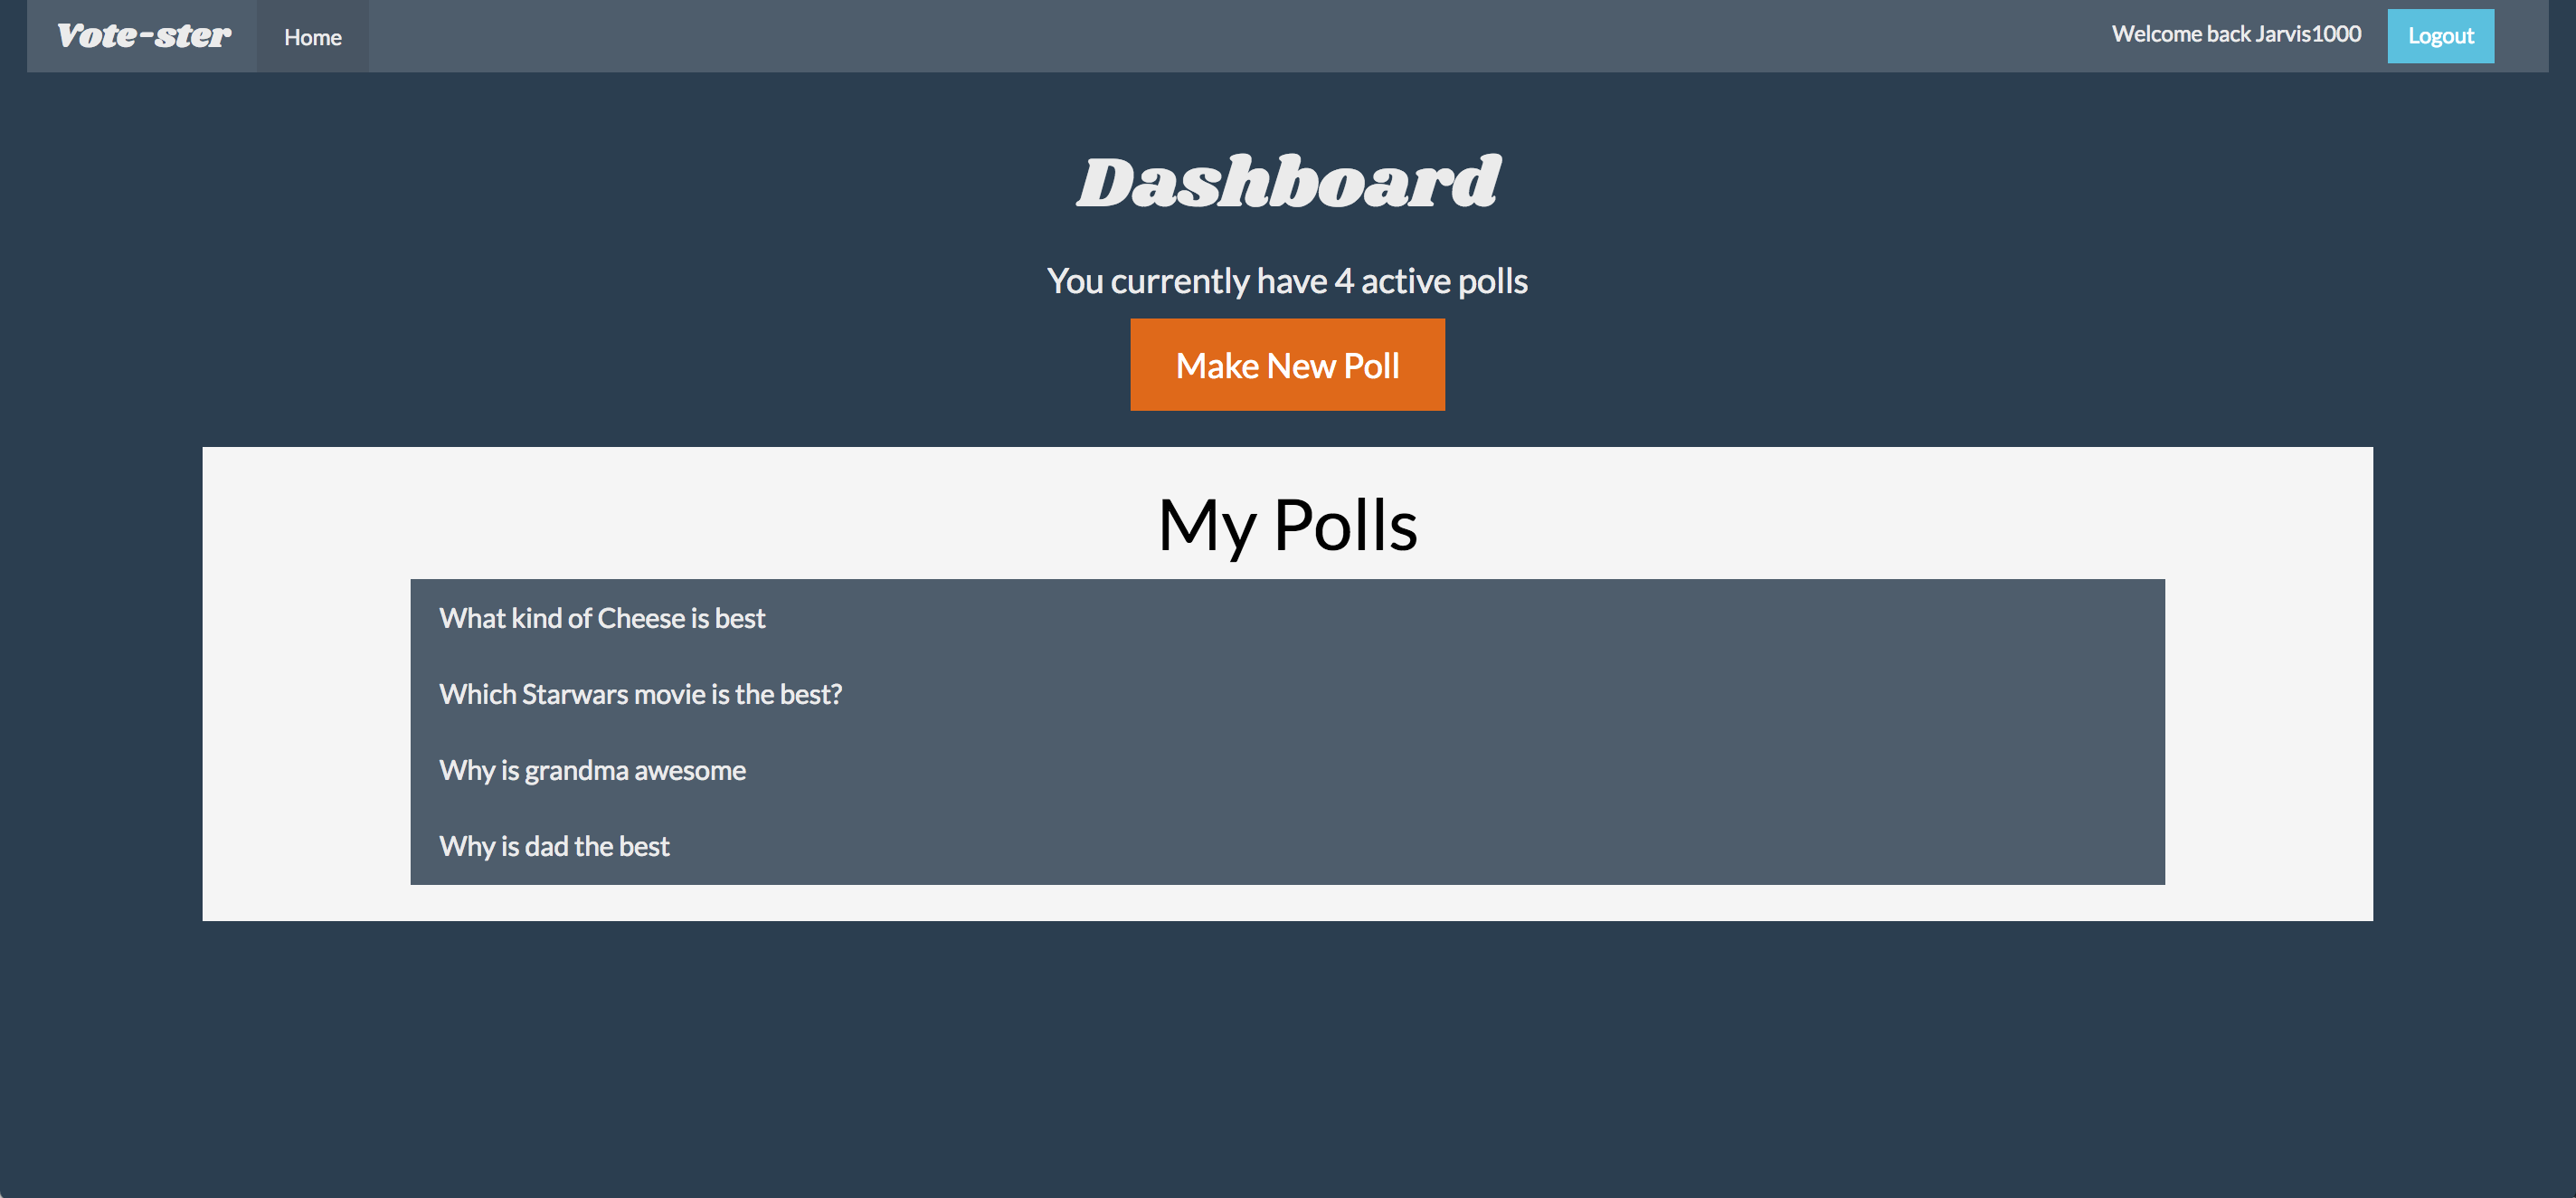 Vote-ster
Home
Welcome back Jarvis1000
Logout
Dashboard
You currently have 4 active polls
Make New Poll
My Polls
What kind of Cheese is best
Which Starwars movie is the best?
Why is grandma awesome
Why is dad the best